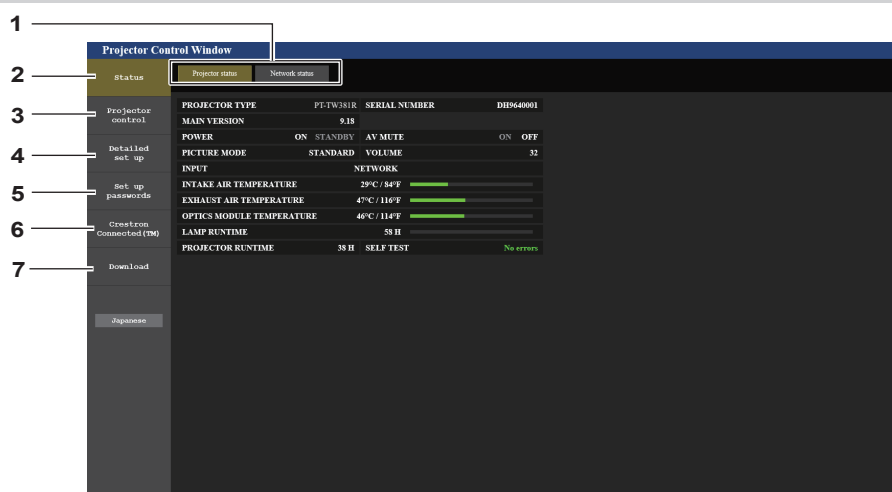 1
Projector Control Window
2
Status
Projector status Network status
3
Projector
control
4
Detailed
set up
5
Set up
passwords
6
Crestron
Connected(TM)
7
Download
Japanese
PROJECTOR TYPE PT-TW381R SERIAL NUMBER DH9640001
MAIN VERSION 9.18
POWER ON STANDBY AV MUTE ON OFF
PICTURE MODE STANDARD VOLUME 32
INPUT NETWORK
INTAKE AIR TEMPERATURE 29°C / 84°F
EXHAUST AIR TEMPERATURE 47°C / 116°F
OPTICS MODULE TEMPERATURE 46°C / 114°F
LAMP RUNTIME 58 H
PROJECTOR RUNTIME 38 H SELF TEST No errors